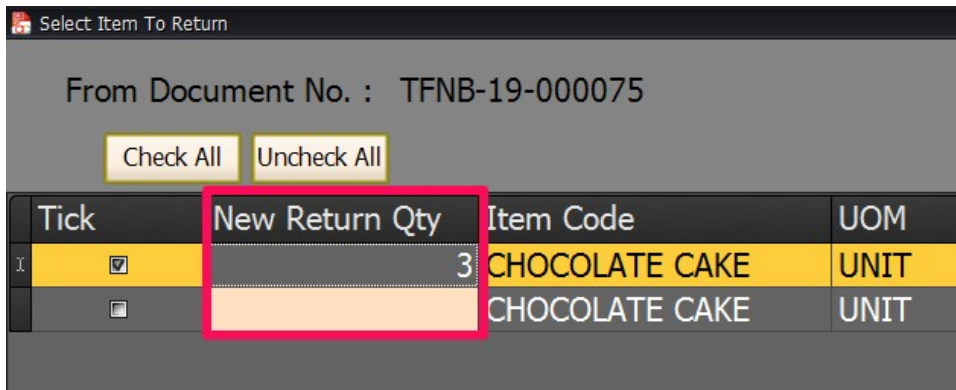 Select Item To Return
From Document No. : TFNB-19-000075
Check All Uncheck All
Tick New Return Qty Item Code UOM
3 CHOCOLATE CAKE UNIT
CHOCOLATE CAKE UNIT